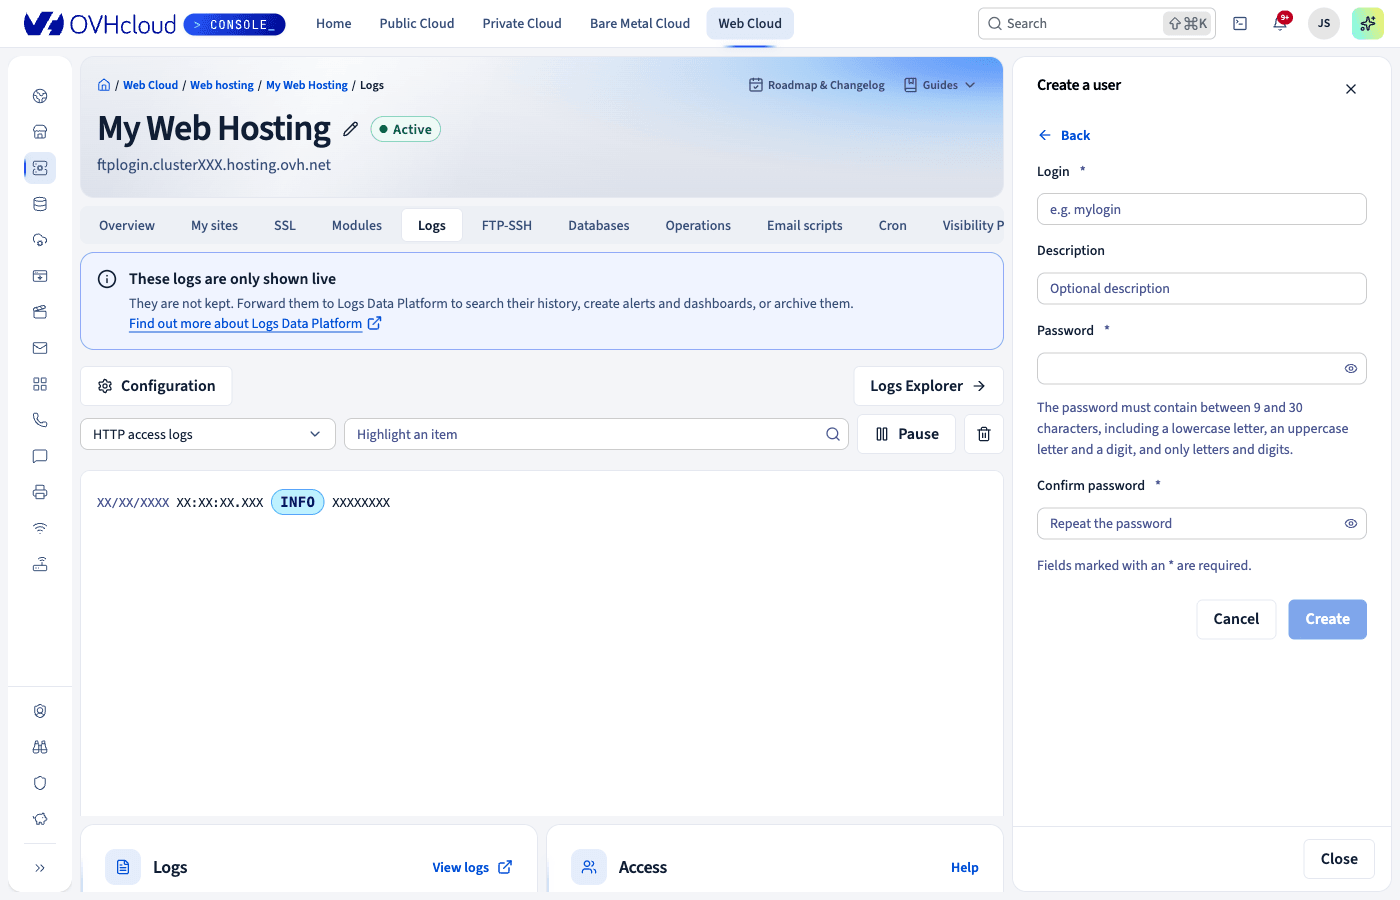 OVHcloud
> CONSOLE_
Home
Public Cloud
Private Cloud
Bare Metal Cloud
Web Cloud
Search
⇧⌘K
9+
JS
/ Web Cloud / Web hosting / My Web Hosting / Logs
Roadmap & Changelog
Guides
My Web Hosting
Active
ftplogin.clusterXXX.hosting.ovh.net
Overview
My sites
SSL
Modules
Logs
FTP-SSH
Databases
Operations
Email scripts
Cron
Visibility P
These logs are only shown live
They are not kept. Forward them to Logs Data Platform to search their history, create alerts and dashboards, or archive them.
Find out more about Logs Data Platform
Configuration
Logs Explorer
HTTP access logs
Highlight an item
Pause
XX/XX/XXXX XX:XX:XX.XXX INFO XXXXXXXX
Logs
View logs
Access
Help
Create a user
Back
Login *
e.g. mylogin
Description
Optional description
Password *
The password must contain between 9 and 30
characters, including a lowercase letter, an uppercase
letter and a digit, and only letters and digits.
Confirm password *
Repeat the password
Fields marked with an * are required.
Cancel
Create
Close